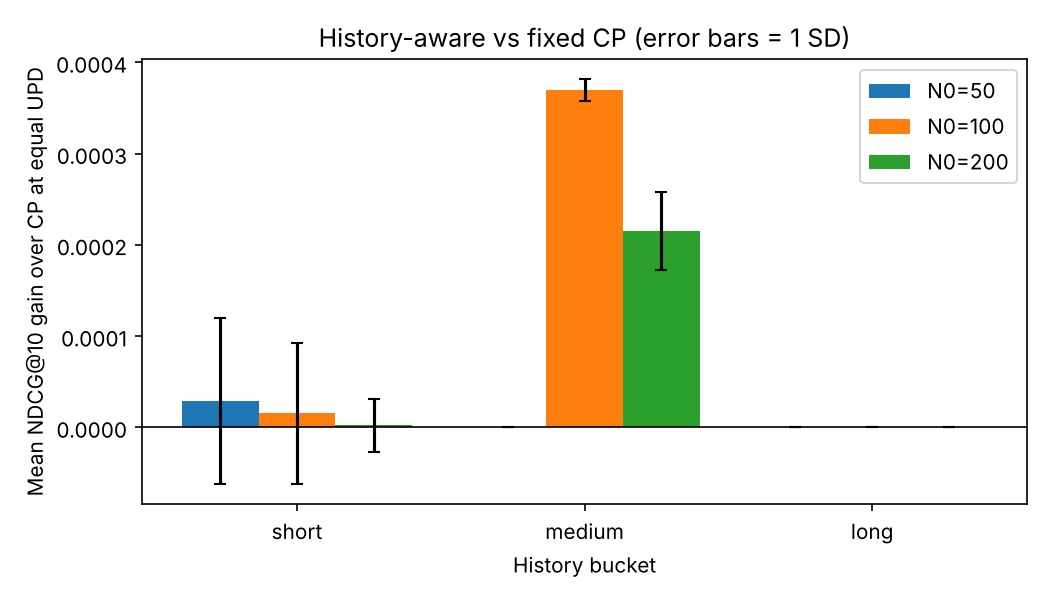 History-aware vs fixed CP (error bars = 1 SD)
Mean NDCG@10 gain over CP at equal UPD
0.0004
0.0003
0.0002
0.0001
0.0000
N0=50
N0=100
N0=200
short
medium
long
History bucket